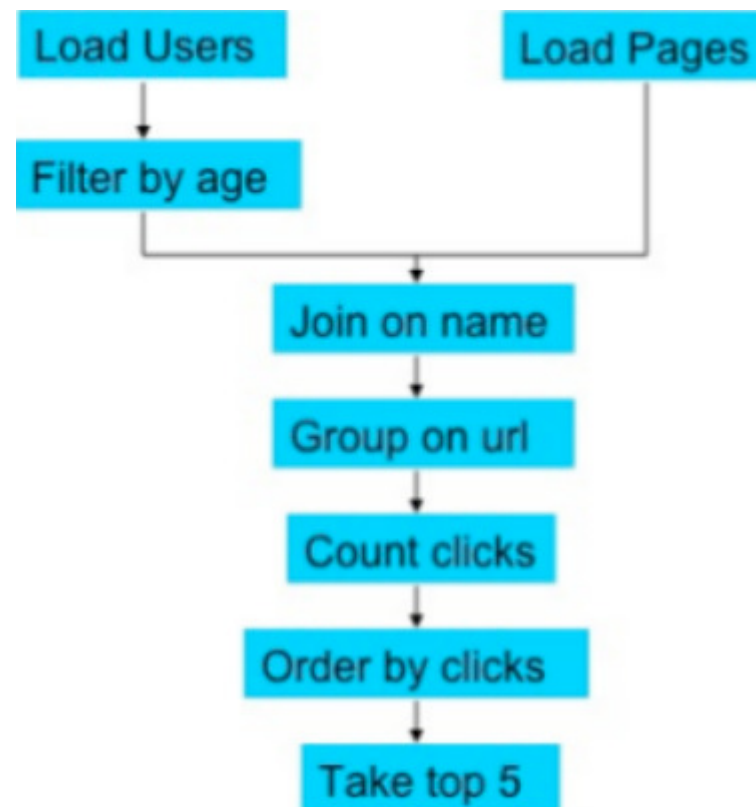 Load Users
Load Pages
Filter by age
Join on name
Group on url
Count clicks
Order by clicks
Take top 5